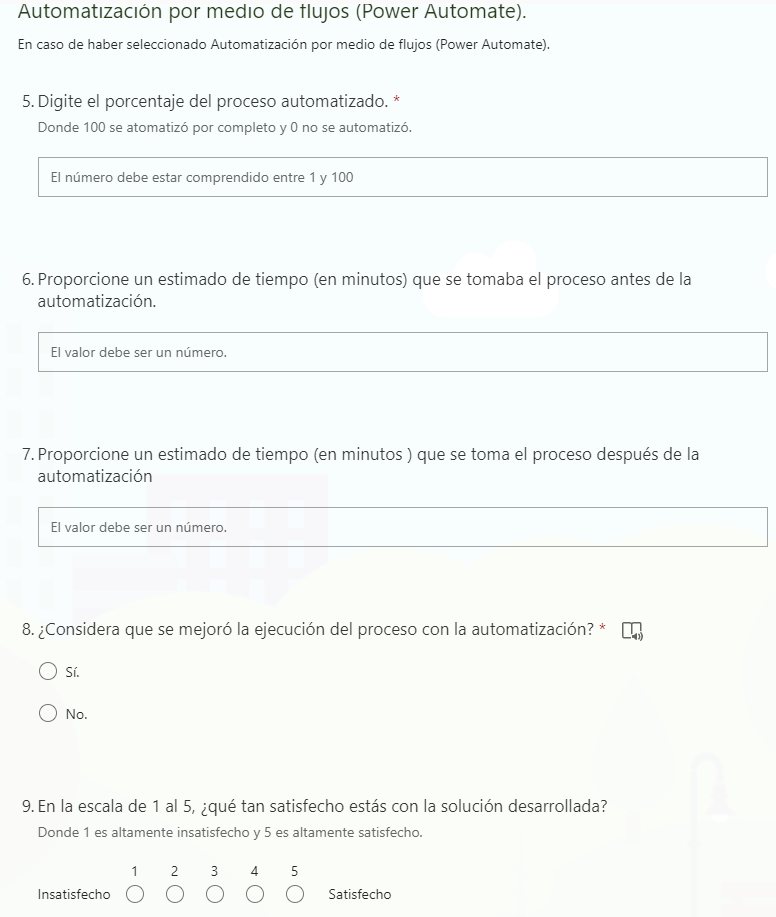 Automatización por medio de flujos (Power Automate).
En caso de haber seleccionado Automatización por medio de flujos (Power Automate).
5. Digite el porcentaje del proceso automatizado. *
Donde 100 se atomatizó por completo y 0 no se automatizó.
El número debe estar comprendido entre 1 y 100
6. Proporcione un estimado de tiempo (en minutos) que se tomaba el proceso antes de la
automatización.
El valor debe ser un número.
7. Proporcione un estimado de tiempo (en minutos ) que se toma el proceso después de la
automatización
El valor debe ser un número.
8. ¿Considera que se mejoró la ejecución del proceso con la automatización? *
Sí.
No.
9. En la escala de 1 al 5, ¿qué tan satisfecho estás con la solución desarrollada?
Donde 1 es altamente insatisfecho y 5 es altamente satisfecho.
1 2 3 4 5
Insatisfecho Satisfecho